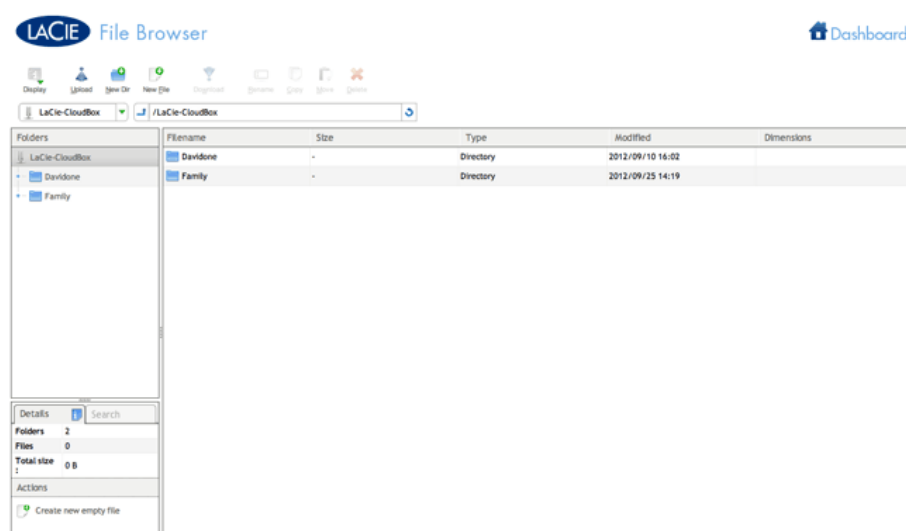 LACIE File Browser
Dashboard
Display Upload New Dir New File Download Rename Copy Move Delete
LaCie-CloudBox /LaCie-CloudBox
Folders
LaCie-CloudBox
Davidone
Family
Filename Size Type Modified Dimensions
Davidone - Directory 2012/09/10 16:02
Family - Directory 2012/09/25 14:19
Details Search
Folders 2
Files 0
Total size : 0 B
Actions
Create new empty file